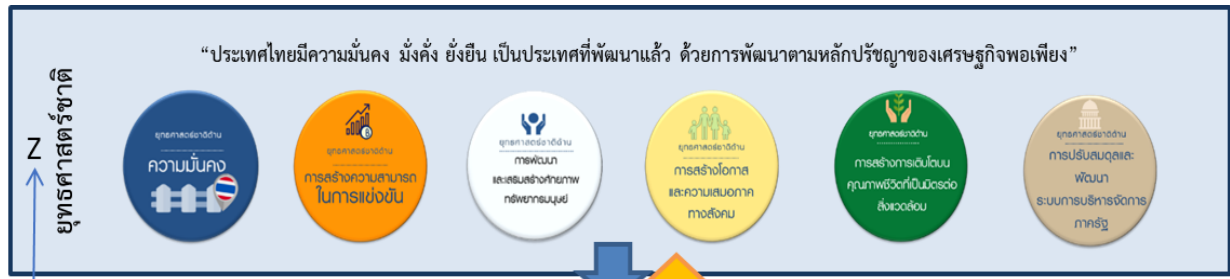 “ประเทศไทยมีความมั่นคง มั่งคั่ง ยั่งยืน เป็นประเทศที่พัฒนาแล้ว ด้วยการพัฒนาตามหลักปรัชญาของเศรษฐกิจพอเพียง”
Z
ยุทธศาสตร์ชาติ
ยุทธศาสตร์ชาติด้าน
ความมั่นคง
ยุทธศาสตร์ชาติด้าน
การสร้างความสามารถ
ในการแข่งขัน
ยุทธศาสตร์ชาติด้าน
การพัฒนา
และเสริมสร้างศักยภาพ
ทรัพยากรมนุษย์
ยุทธศาสตร์ชาติด้าน
การสร้างโอกาส
และความเสมอภาค
ทางสังคม
ยุทธศาสตร์ชาติด้าน
การสร้างการเติบโตบน
คุณภาพชีวิตที่เป็นมิตรต่อ
สิ่งแวดล้อม
ยุทธศาสตร์ชาติด้าน
การปรับสมดุลและ
พัฒนา
ระบบการบริหารจัดการ
ภาครัฐ